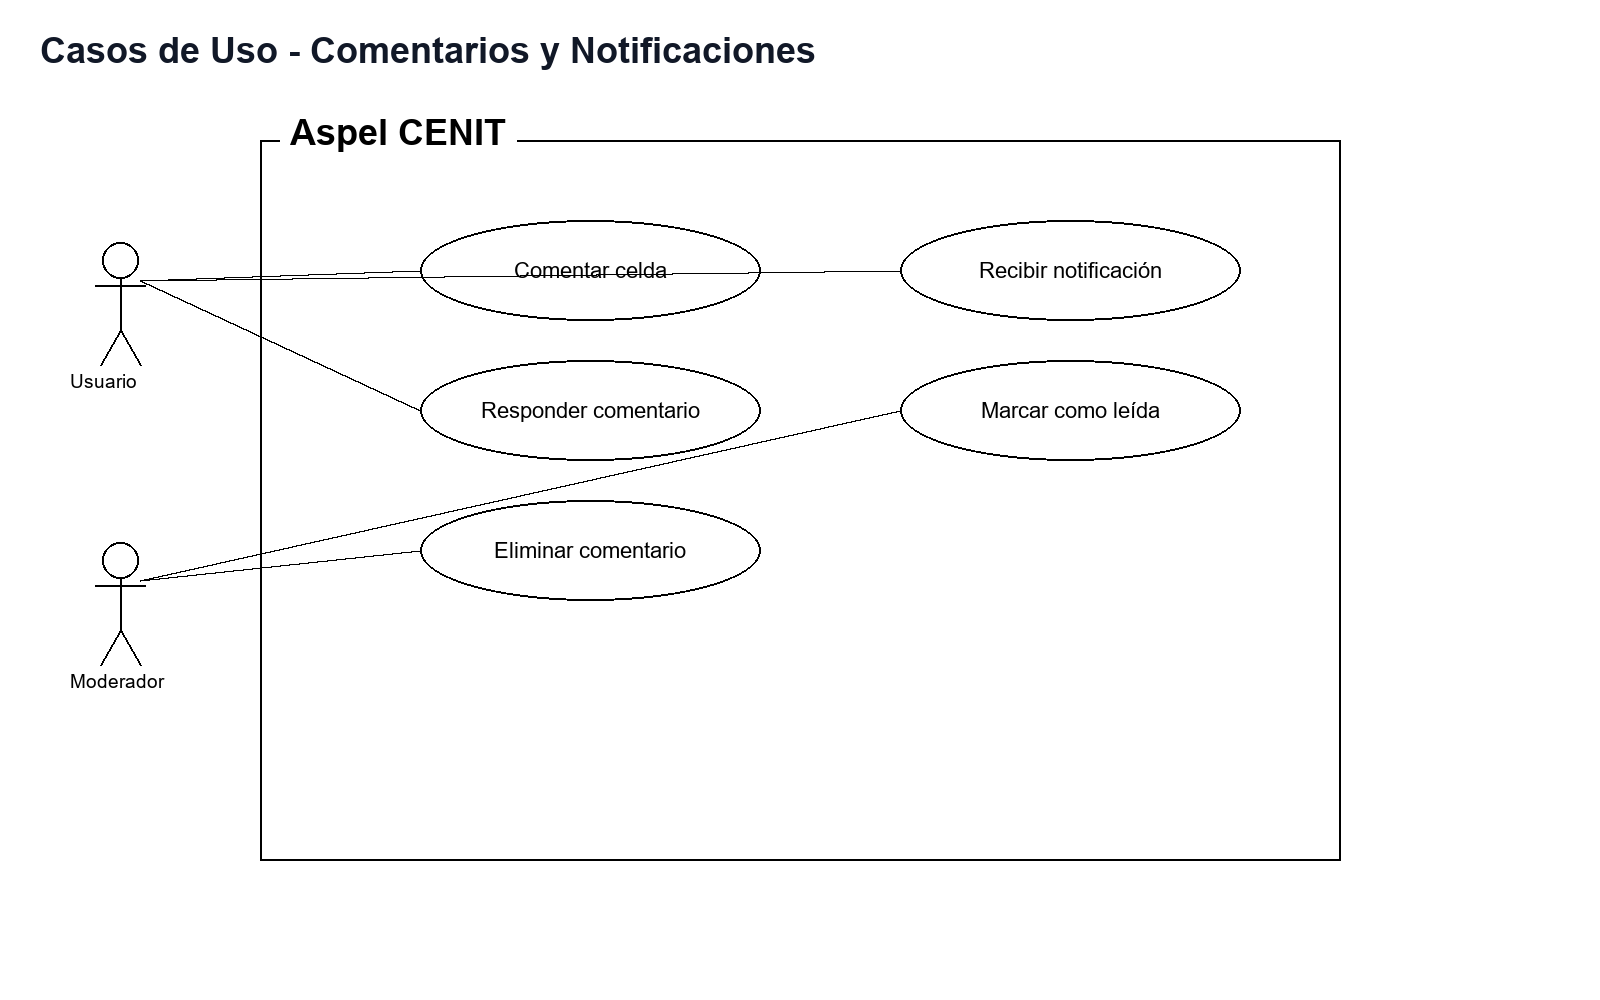 Casos de Uso - Comentarios y Notificaciones
Aspel CENIT
Comentar celda
Recibir notificación
Usuario
Responder comentario
Marcar como leída
Eliminar comentario
Moderador